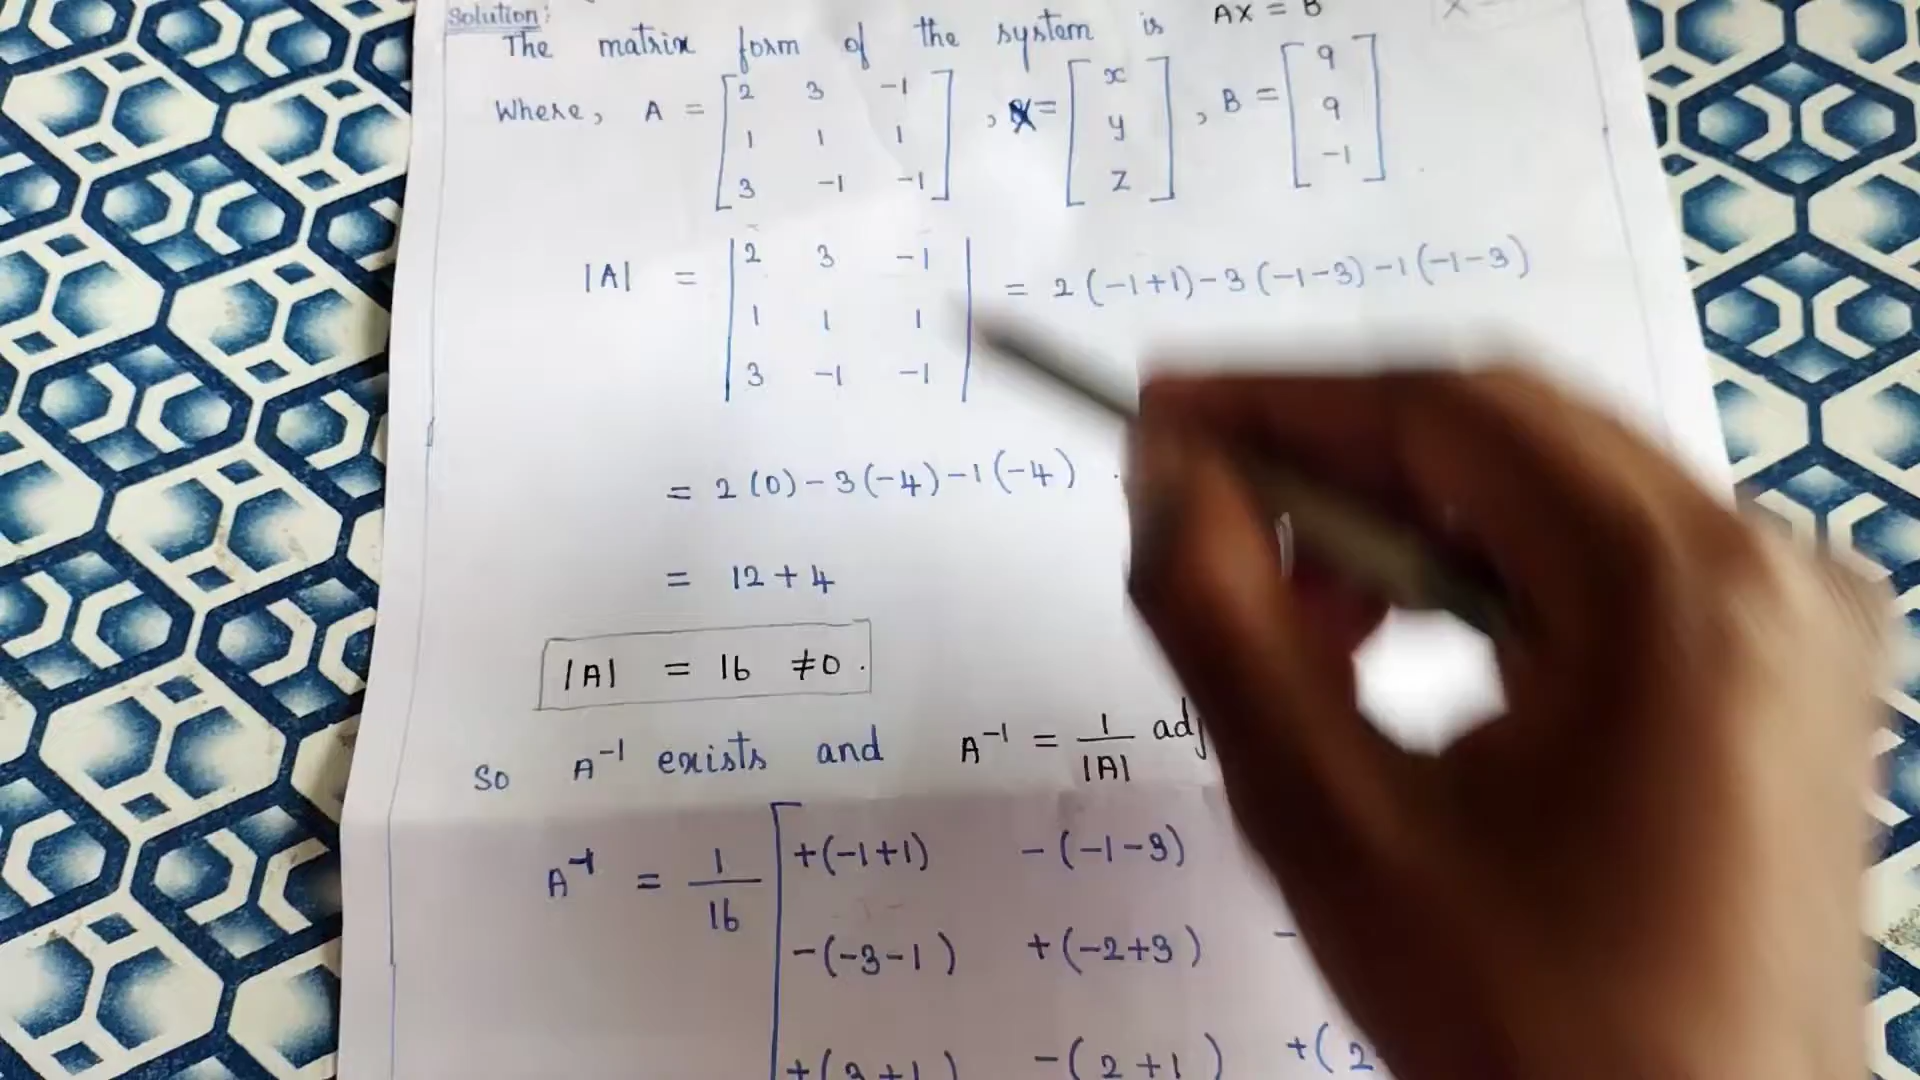 Solution:
The matrix form of the system is AX = B
Where, A = [2 3 -1; 1 1 1; 3 -1 -1], X = [x; y; z], B = [9; 9; -1]
|A| = |2 3 -1; 1 1 1; 3 -1 -1| = 2(-1+1)-3(-1-3)-1(-1-3)
= 2(0)-3(-4)-1(-4)
= 12+4
|A| = 16 ≠0.
So A⁻¹ exists and A⁻¹ = 1/|A| adj
A⁻¹ = 1/16 [+(-1+1) -(-1-3)
-(-3-1) +(-2+3) -
+(3+1) -(2+1) +(2